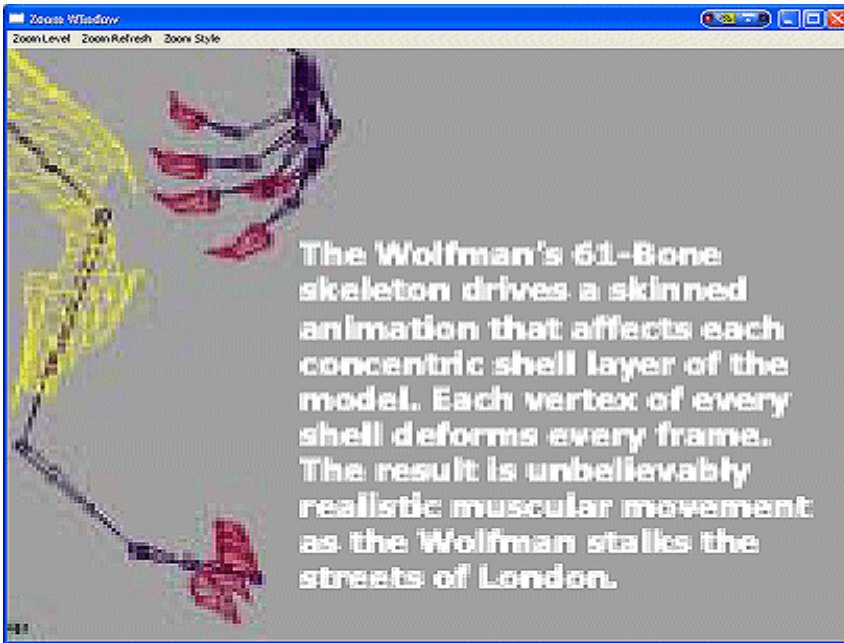 Zoom Window
Zoom Level Zoom Refresh Zoom Style
The Wolfman's 61-Bone
skeleton drives a skinned
animation that affects each
concentric shell layer of the
model. Each vertex of every
shell deforms every frame.
The result is unbelievably
realistic muscular movement
as the Wolfman stalks the
streets of London.